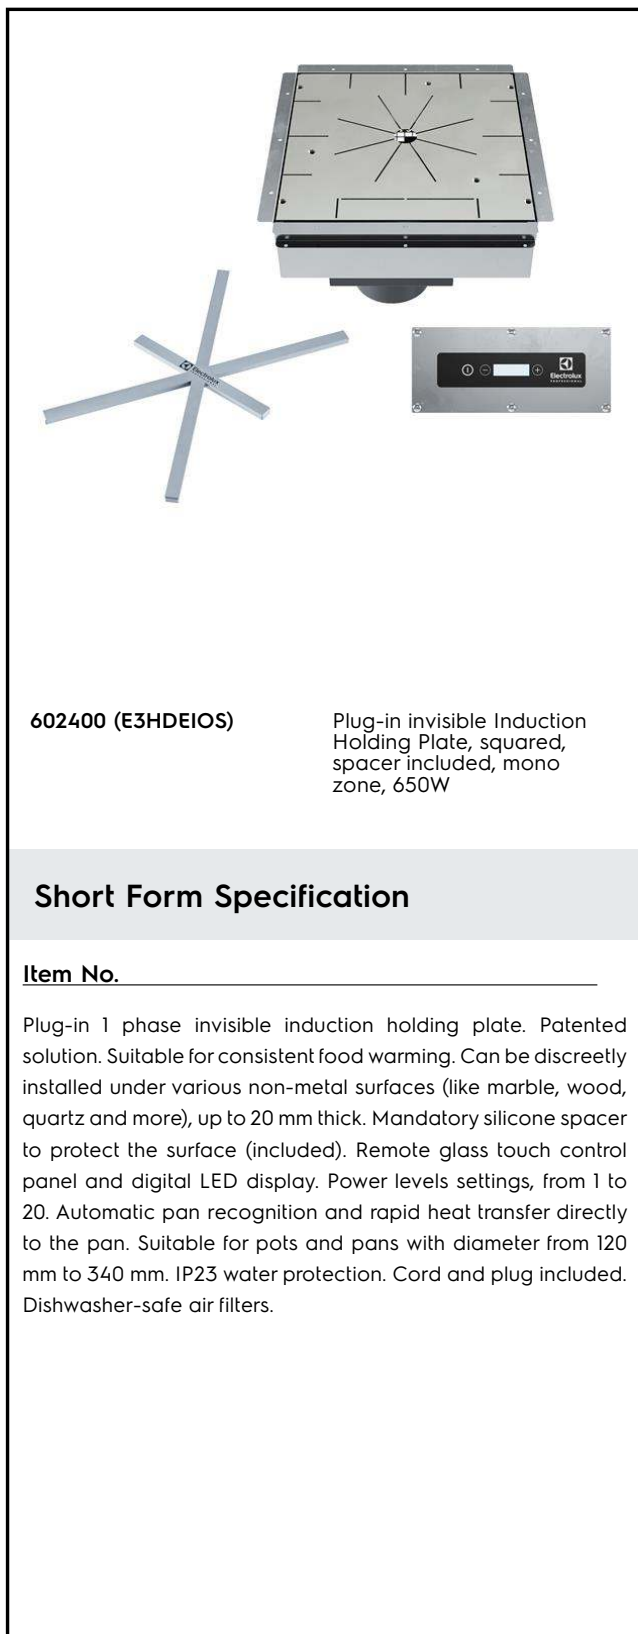 Electrolux
Electrolux
PROFESSIONAL
602400 (E3HDEIOS)
Plug-in invisible Induction
Holding Plate, squared,
spacer included, mono
zone, 650W
Short Form Specification
Item No.
Plug-in 1 phase invisible induction holding plate. Patented
solution. Suitable for consistent food warming. Can be discreetly
installed under various non-metal surfaces (like marble, wood,
quartz and more), up to 20 mm thick. Mandatory silicone spacer
to protect the surface (included). Remote glass touch control
panel and digital LED display. Power levels settings, from 1 to
20. Automatic pan recognition and rapid heat transfer directly
to the pan. Suitable for pots and pans with diameter from 120
mm to 340 mm. IP23 water protection. Cord and plug included.
Dishwasher-safe air filters.